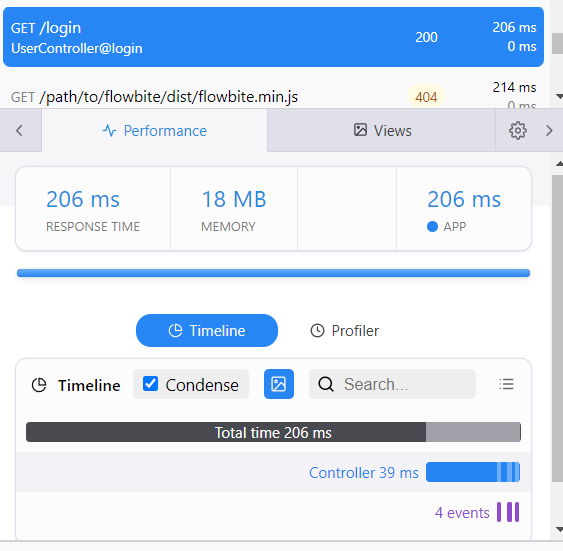 GET /login
200
206 ms
UserController@login
0 ms
GET /path/to/flowbite/dist/flowbite.min.js
404
214 ms
0 ms
Performance
Views
206 ms
RESPONSE TIME
18 MB
MEMORY
206 ms
APP
Timeline
Profiler
Timeline
Condense
Search...
Total time 206 ms
Controller 39 ms
4 events